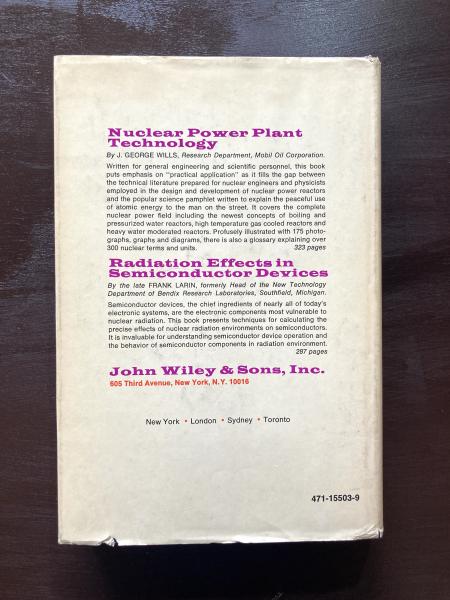 Nuclear Power Plant
Technology
By J. GEORGE WILLS, Research Department, Mobil Oil Corporation.
Written for general engineering and scientific personnel, this book
puts emphasis on "practical application" as it fills the gap between
the technical literature prepared for nuclear engineers and physicists
employed in the design and development of nuclear power reactors
and the popular science pamphlet written to explain the peaceful use
of atomic energy to the man on the street. It covers the complete
nuclear power field including the newest concepts of boiling and
pressurized water reactors, high temperature gas cooled reactors and
heavy water moderated reactors. Profusely illustrated with 175 photo-
graphs, graphs and diagrams, there is also a glossary explaining over
300 nuclear terms and units. 323 pages
Radiation Effects in
Semiconductor Devices
By the late FRANK LARIN, formerly Head of the New Technology
Department of Bendix Research Laboratories, Southfield, Michigan.
Semiconductor devices, the chief ingredients of nearly all of today's
electronic systems, are the electronic components most vulnerable to
nuclear radiation. This book presents techniques for calculating the
precise effects of nuclear radiation environments on semiconductors.
It is invaluable for understanding semiconductor device operation and
the behavior of semiconductor components in radiation environment.
287 pages
John Wiley & Sons, Inc.
605 Third Avenue, New York, N.Y. 10016
New York • London • Sydney • Toronto
471-15503-9